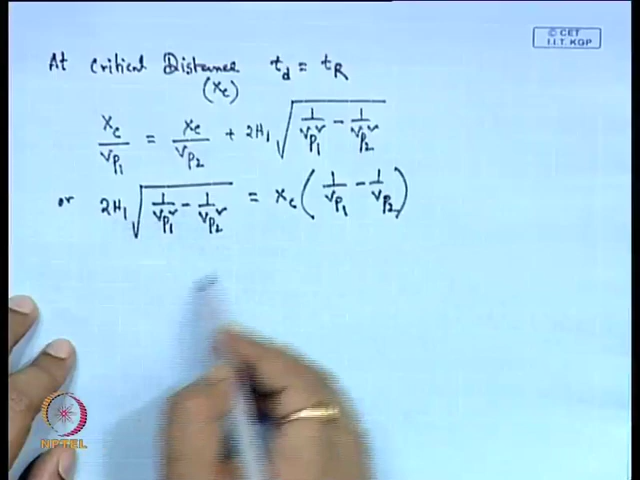 © CET
I.I.T. KGP
At Critical Distance t_d = t_R
(x_c)
x_c/V_P1 = x_c/V_P2 + 2H_1 √(1/V_P1² − 1/V_P2²)
or 2H_1 √(1/V_P1² − 1/V_P2²) = x_c (1/V_P1 − 1/V_P2)
NPTEL